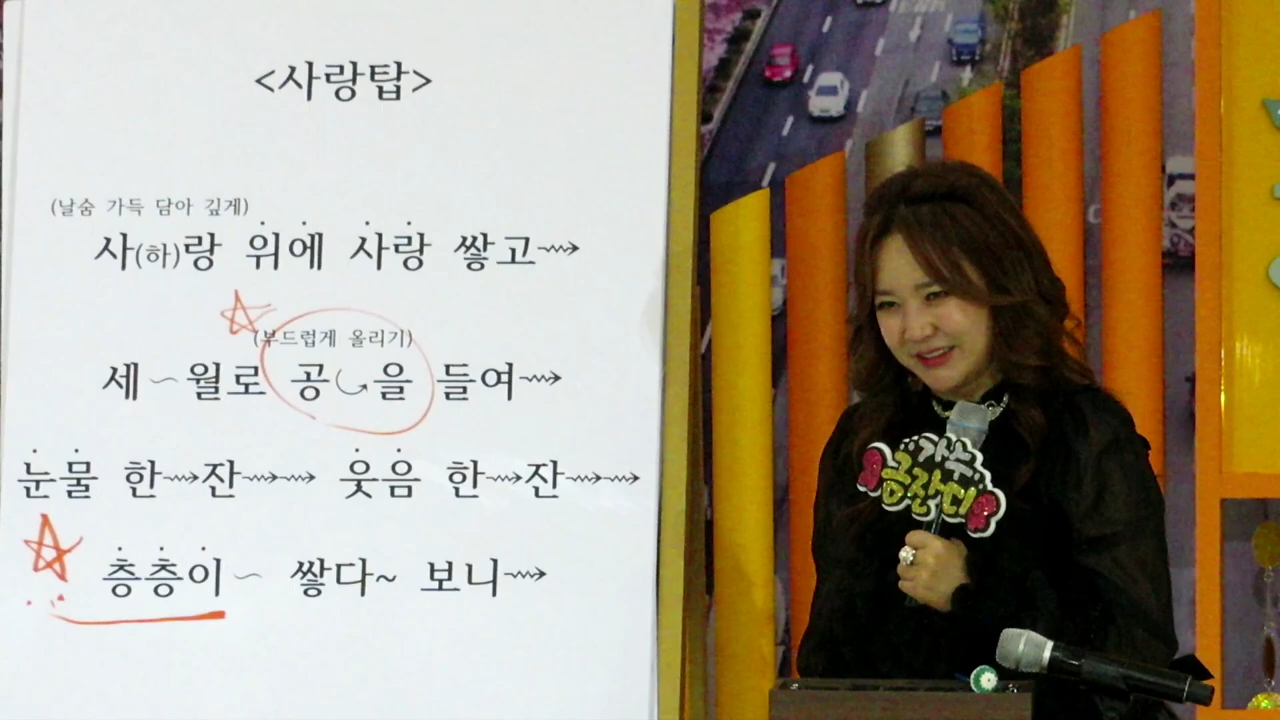 <사랑탑>
(날숨 가득 담아 깊게)
사(하)랑 위에 사랑 쌓고
(부드럽게 올리기)
세 월로 공 을 들여
눈물 한 잔 웃음 한 잔
층층이 쌓다~ 보니
가수
금잔디